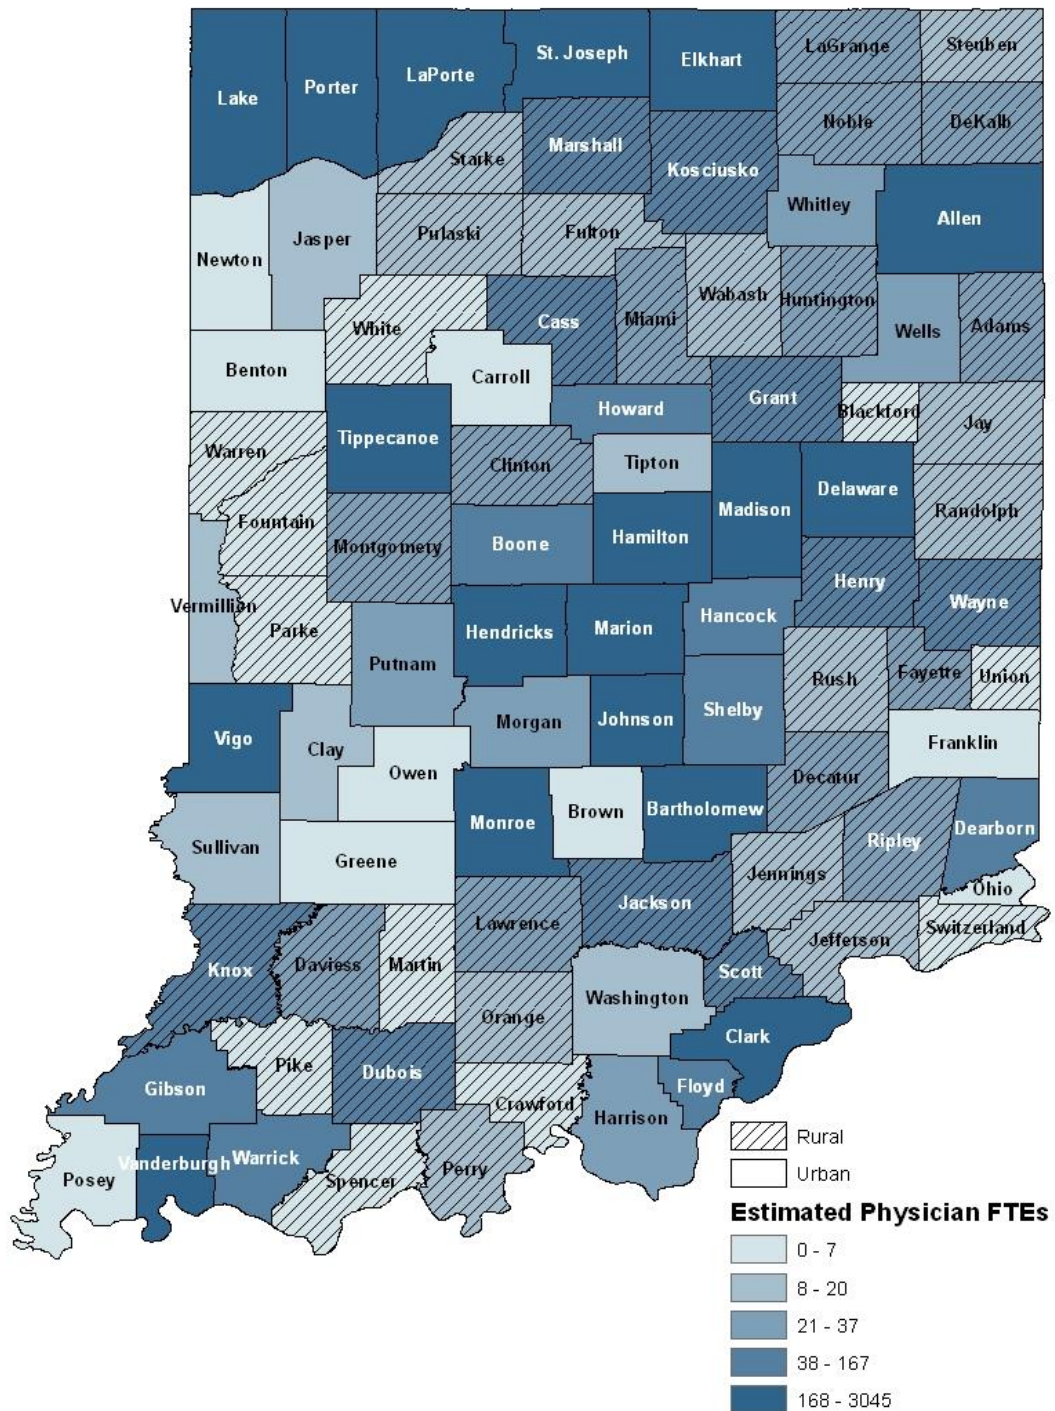 LaGrange
Steuben
St. Joseph
Elkhart
LaPorte
Porter
Lake
Noble
DeKalb
Marshall
Starke
Kosciusko
Whitley
Allen
Pulaski
Fulton
Jasper
Newton
Wabash
Huntington
Miami
Cass
White
Wells
Adams
Benton
Carroll
Grant
Howard
Blackford
Jay
Tippecanoe
Warren
Clinton
Tipton
Delaware
Madison
Randolph
Fountain
Hamilton
Boone
Montgomery
Henry
Wayne
Vermillion
Hancock
Parke
Hendricks
Marion
Putnam
Rush
Fayette
Union
Shelby
Johnson
Morgan
Vigo
Clay
Franklin
Owen
Decatur
Brown
Bartholomew
Monroe
Dearborn
Ripley
Sullivan
Greene
Jennings
Ohio
Jackson
Lawrence
Switzerland
Jefferson
Knox
Daviess
Martin
Scott
Washington
Orange
Clark
Pike
Dubois
Gibson
Floyd
Crawford
Harrison
Vanderburgh
Warrick
Perry
Posey
Spencer
Rural
Urban
Estimated Physician FTEs
0 - 7
8 - 20
21 - 37
38 - 167
168 - 3045